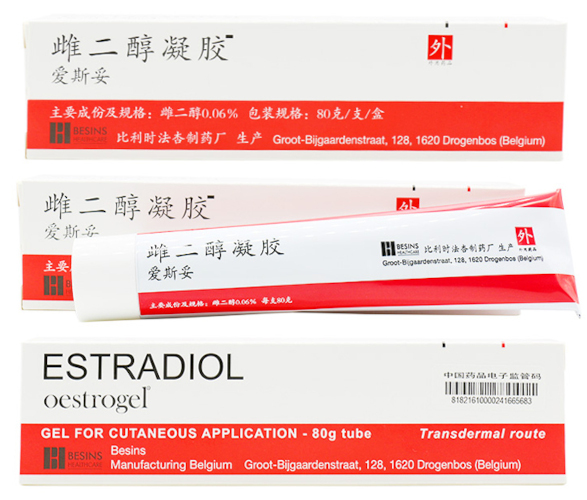 雌二醇凝胶
外
爱斯妥
主要成份及规格：雌二醇0.06% 包装规格：80克/支/盒
BESINS
HEALTHCARE
比利时法杏制药厂 生产 Groot-Bijgaardenstraat, 128, 1620 Drogenbos (Belgium)
雌二醇凝胶
外
爱斯妥
主要成
BESINS
雌二醇凝胶
爱斯妥
BESINS
HEALTHCARE
比利时法杏制药厂 生产
外
Groot-Bijgaardenstraat, 128, 1620 Drogenbos (Belgium)
主要成份及规格：雌二醇0.06% 每支80克
ESTRADIOL
oestrogel®
中国药品电子监管码
81821610000241665683
GEL FOR CUTANEOUS APPLICATION - 80g tube
Transdermal route
BESINS
HEALTHCARE
Besins
Manufacturing Belgium Groot-Bijgaardenstraat, 128, 1620 Drogenbos (Belgium)